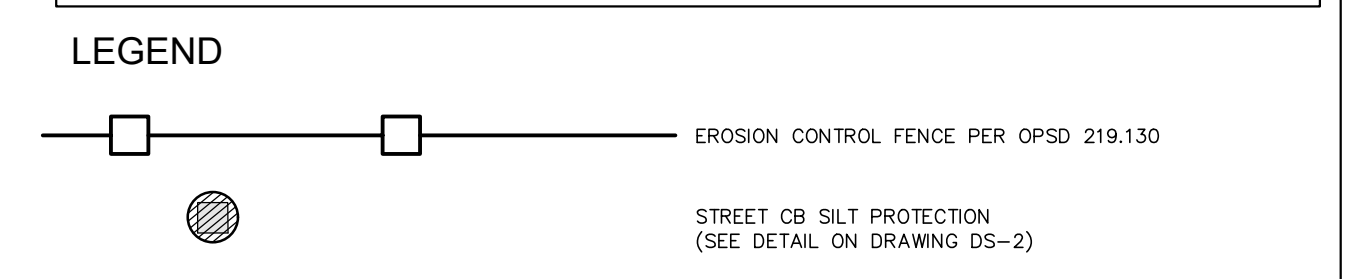 LEGEND
EROSION CONTROL FENCE PER OPSD 219.130
STREET CB SILT PROTECTION
(SEE DETAIL ON DRAWING DS-2)